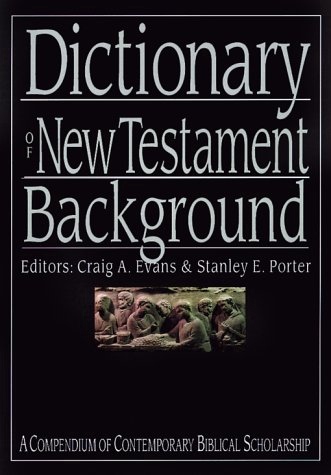 Dictionary
OF New Testament
Background
Editors: Craig A. Evans & Stanley E. Porter
A COMPENDIUM OF CONTEMPORARY BIBLICAL SCHOLARSHIP